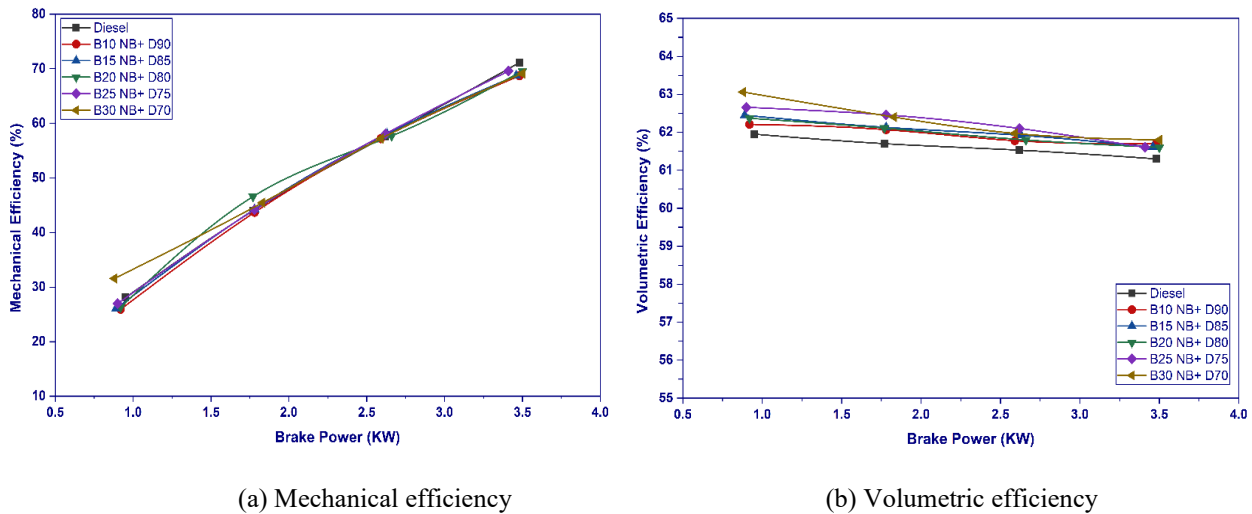 80
70
60
50
40
30
20
10
0.5 1.0 1.5 2.0 2.5 3.0 3.5 4.0
Mechanical Efficiency (%)
Brake Power (KW)
Diesel
B10 NB+ D90
B15 NB+ D85
B20 NB+ D80
B25 NB+ D75
B30 NB+ D70
(a) Mechanical efficiency
65
64
63
62
61
60
59
58
57
56
55
0.5 1.0 1.5 2.0 2.5 3.0 3.5 4.0
Volumetric Efficiency (%)
Brake Power (KW)
Diesel
B10 NB+ D90
B15 NB+ D85
B20 NB+ D80
B25 NB+ D75
B30 NB+ D70
(b) Volumetric efficiency